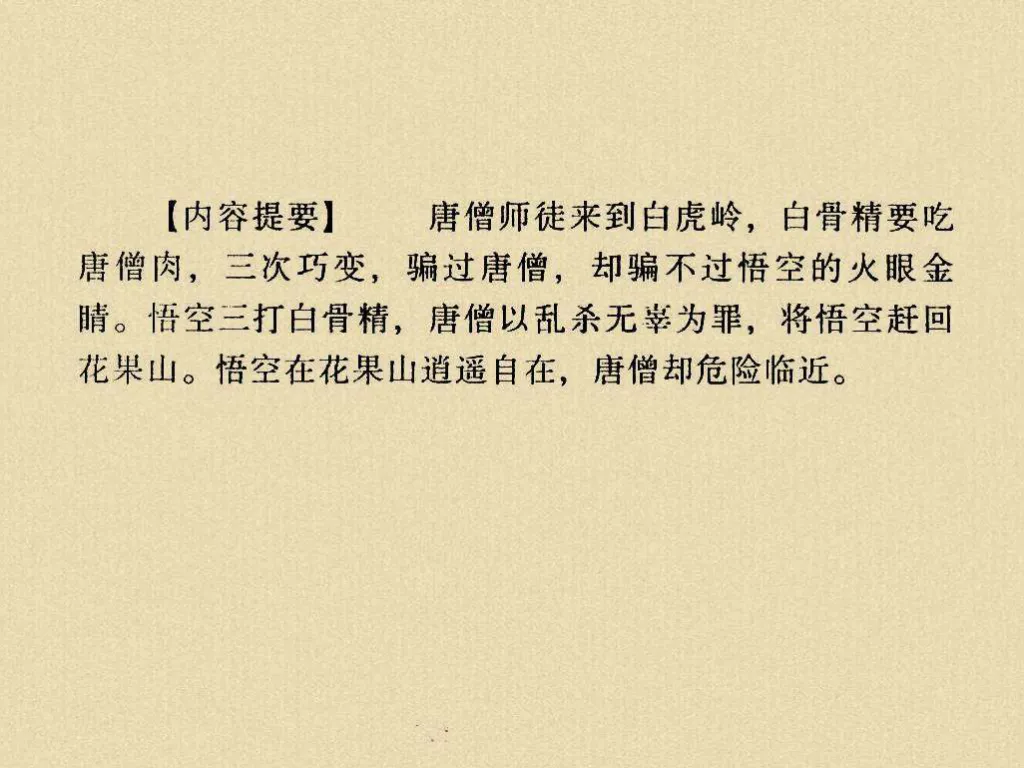 【内容提要】 唐僧师徒来到白虎岭，白骨精要吃
唐僧肉，三次巧变，骗过唐僧，却骗不过悟空的火眼金
睛。悟空三打白骨精，唐僧以乱杀无辜为罪，将悟空赶回
花果山。悟空在花果山逍遥自在，唐僧却危险临近。